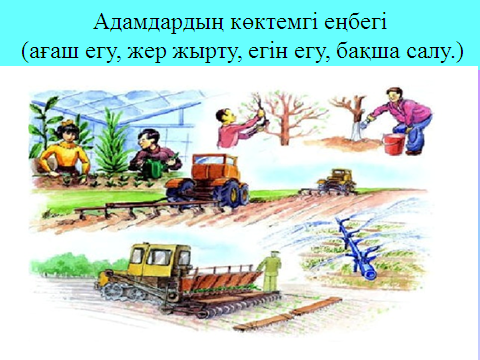 Адамдардың көктемгі еңбегі
(ағаш егу, жер жырту, егін егу, бақша салу.)